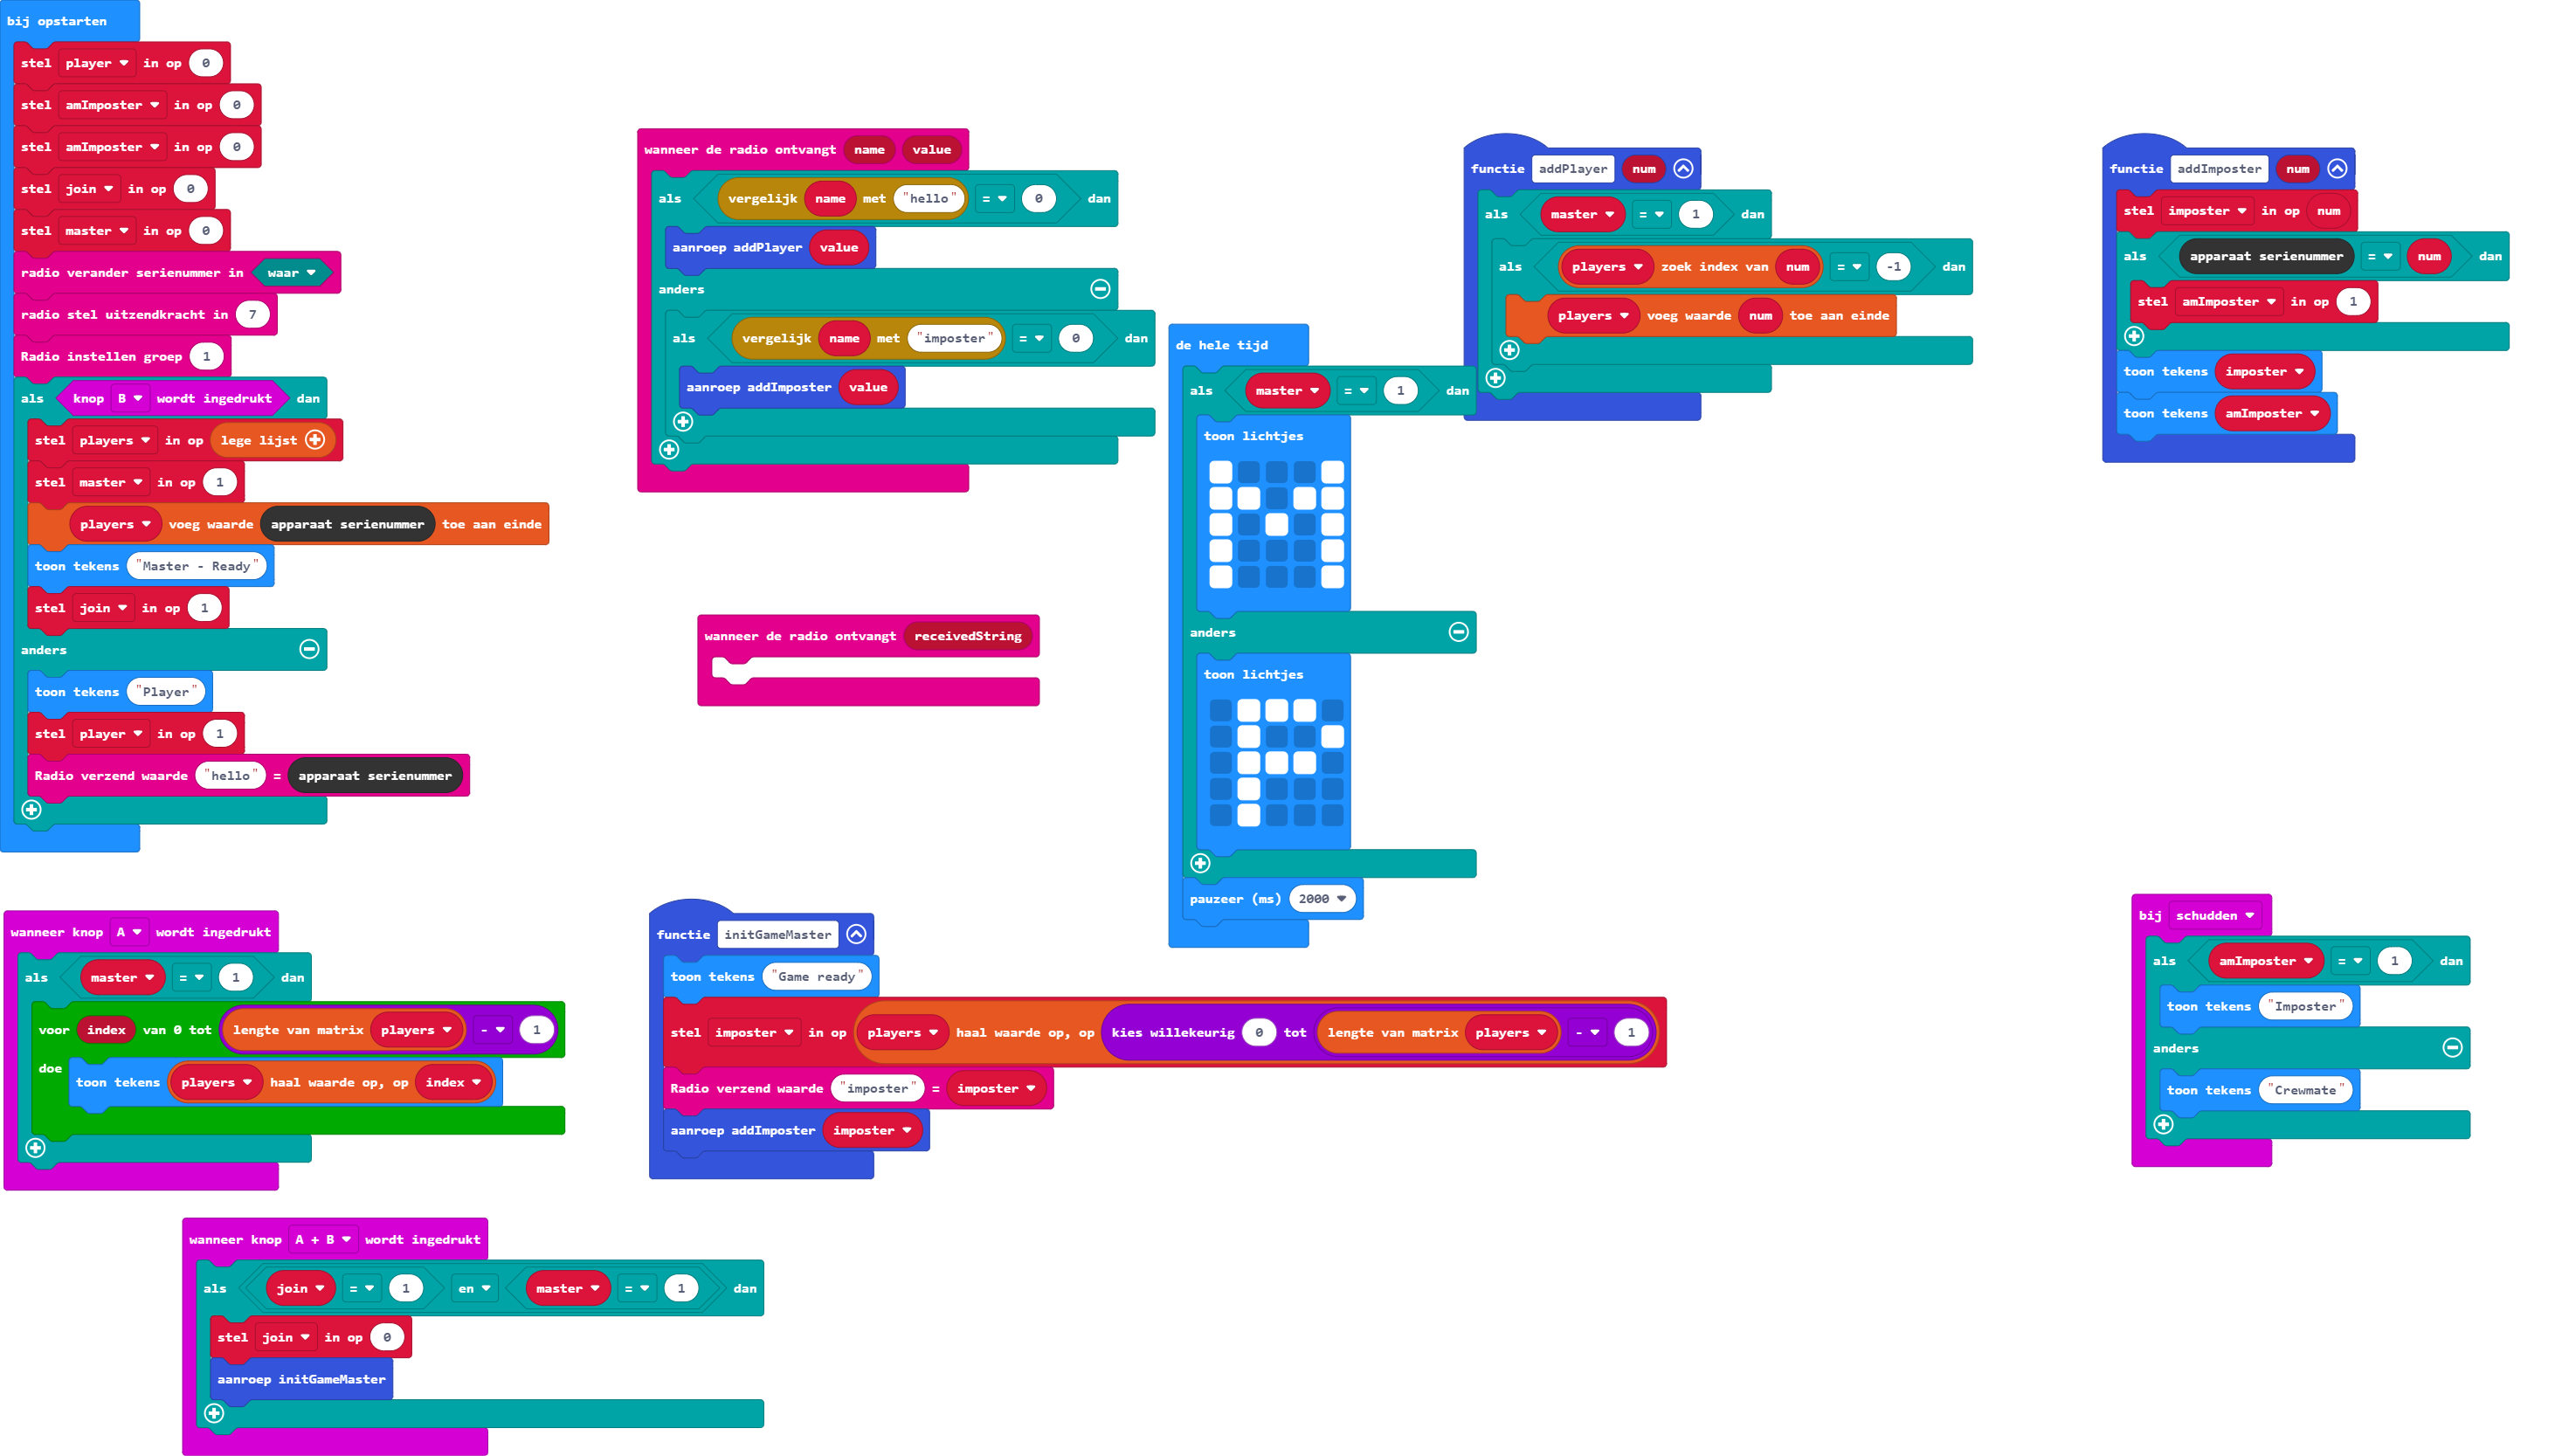 bij opstarten
stel player in op 0
stel amImposter in op 0
stel amImposter in op 0
stel join in op 0
stel master in op 0
radio verander serienummer in waar
radio stel uitzendkracht in 7
Radio instellen groep 1
als knop B wordt ingedrukt dan
stel players in op lege lijst
stel master in op 1
players voeg waarde apparaat serienummer toe aan einde
toon tekens "Master - Ready"
stel join in op 1
anders
toon tekens "Player"
stel player in op 1
Radio verzend waarde "hello" = apparaat serienummer
wanneer de radio ontvangt name value
als vergelijk name met "hello" = 0 dan
aanroep addPlayer value
anders
als vergelijk name met "imposter" = 0 dan
aanroep addImposter value
wanneer de radio ontvangt receivedString
de hele tijd
als master = 1 dan
toon lichtjes
anders
toon lichtjes
pauzeer (ms) 2000
functie addPlayer num
als master = 1 dan
als players zoek index van num = -1 dan
players voeg waarde num toe aan einde
functie addImposter num
stel imposter in op num
als apparaat serienummer = num dan
stel amImposter in op 1
toon tekens imposter
toon tekens amImposter
wanneer knop A wordt ingedrukt
als master = 1 dan
voor index van 0 tot lengte van matrix players - 1
doe toon tekens players haal waarde op, op index
functie initGameMaster
toon tekens "Game ready"
stel imposter in op players haal waarde op, op kies willekeurig 0 tot lengte van matrix players - 1
Radio verzend waarde "imposter" = imposter
aanroep addImposter imposter
bij schudden
als amImposter = 1 dan
toon tekens "Imposter"
anders
toon tekens "Crewmate"
wanneer knop A + B wordt ingedrukt
als join = 1 en master = 1 dan
stel join in op 0
aanroep initGameMaster